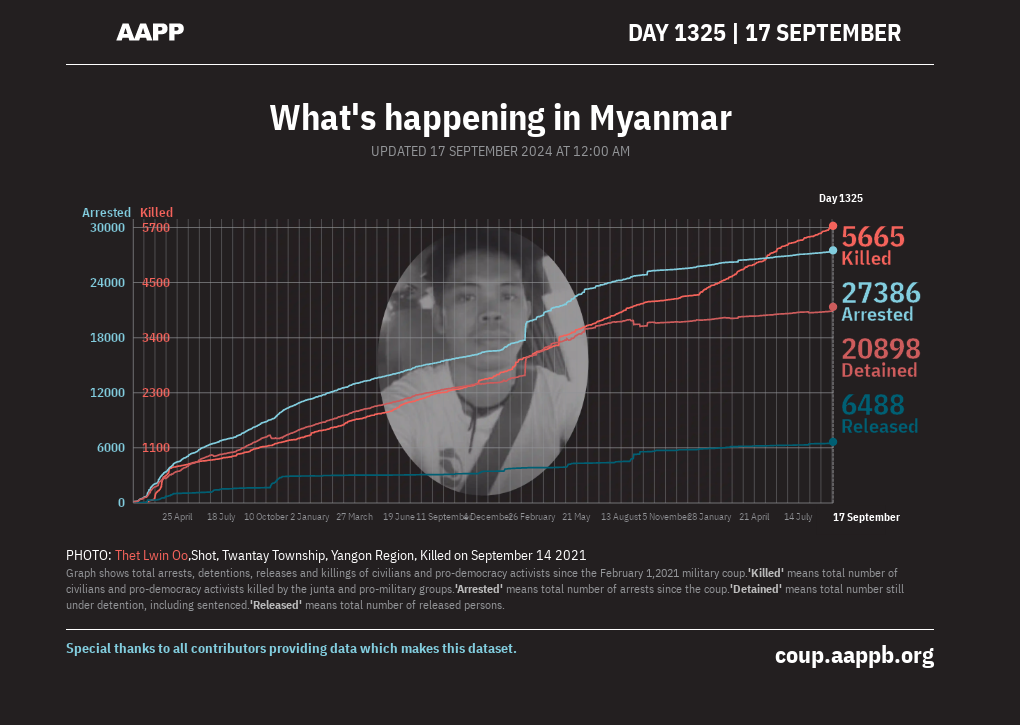 AAPP
DAY 1325 | 17 SEPTEMBER
What's happening in Myanmar
UPDATED 17 SEPTEMBER 2024 AT 12:00 AM
Day 1325
Arrested Killed
30000 5700
24000 4500
18000 3400
12000 2300
6000 1100
0
5665
Killed
27386
Arrested
20898
Detained
6488
Released
25 April 18 July 10 October 2 January 27 March 19 June 11 September 4 December 26 February 21 May 13 August 5 November 28 January 21 April 14 July 17 September
PHOTO: Thet Lwin Oo,Shot, Twantay Township, Yangon Region, Killed on September 14 2021
Graph shows total arrests, detentions, releases and killings of civilians and pro-democracy activists since the February 1,2021 military coup.'Killed' means total number of
civilians and pro-democracy activists killed by the junta and pro-military groups.'Arrested' means total number of arrests since the coup.'Detained' means total number still
under detention, including sentenced.'Released' means total number of released persons.
Special thanks to all contributors providing data which makes this dataset.
coup.aappb.org